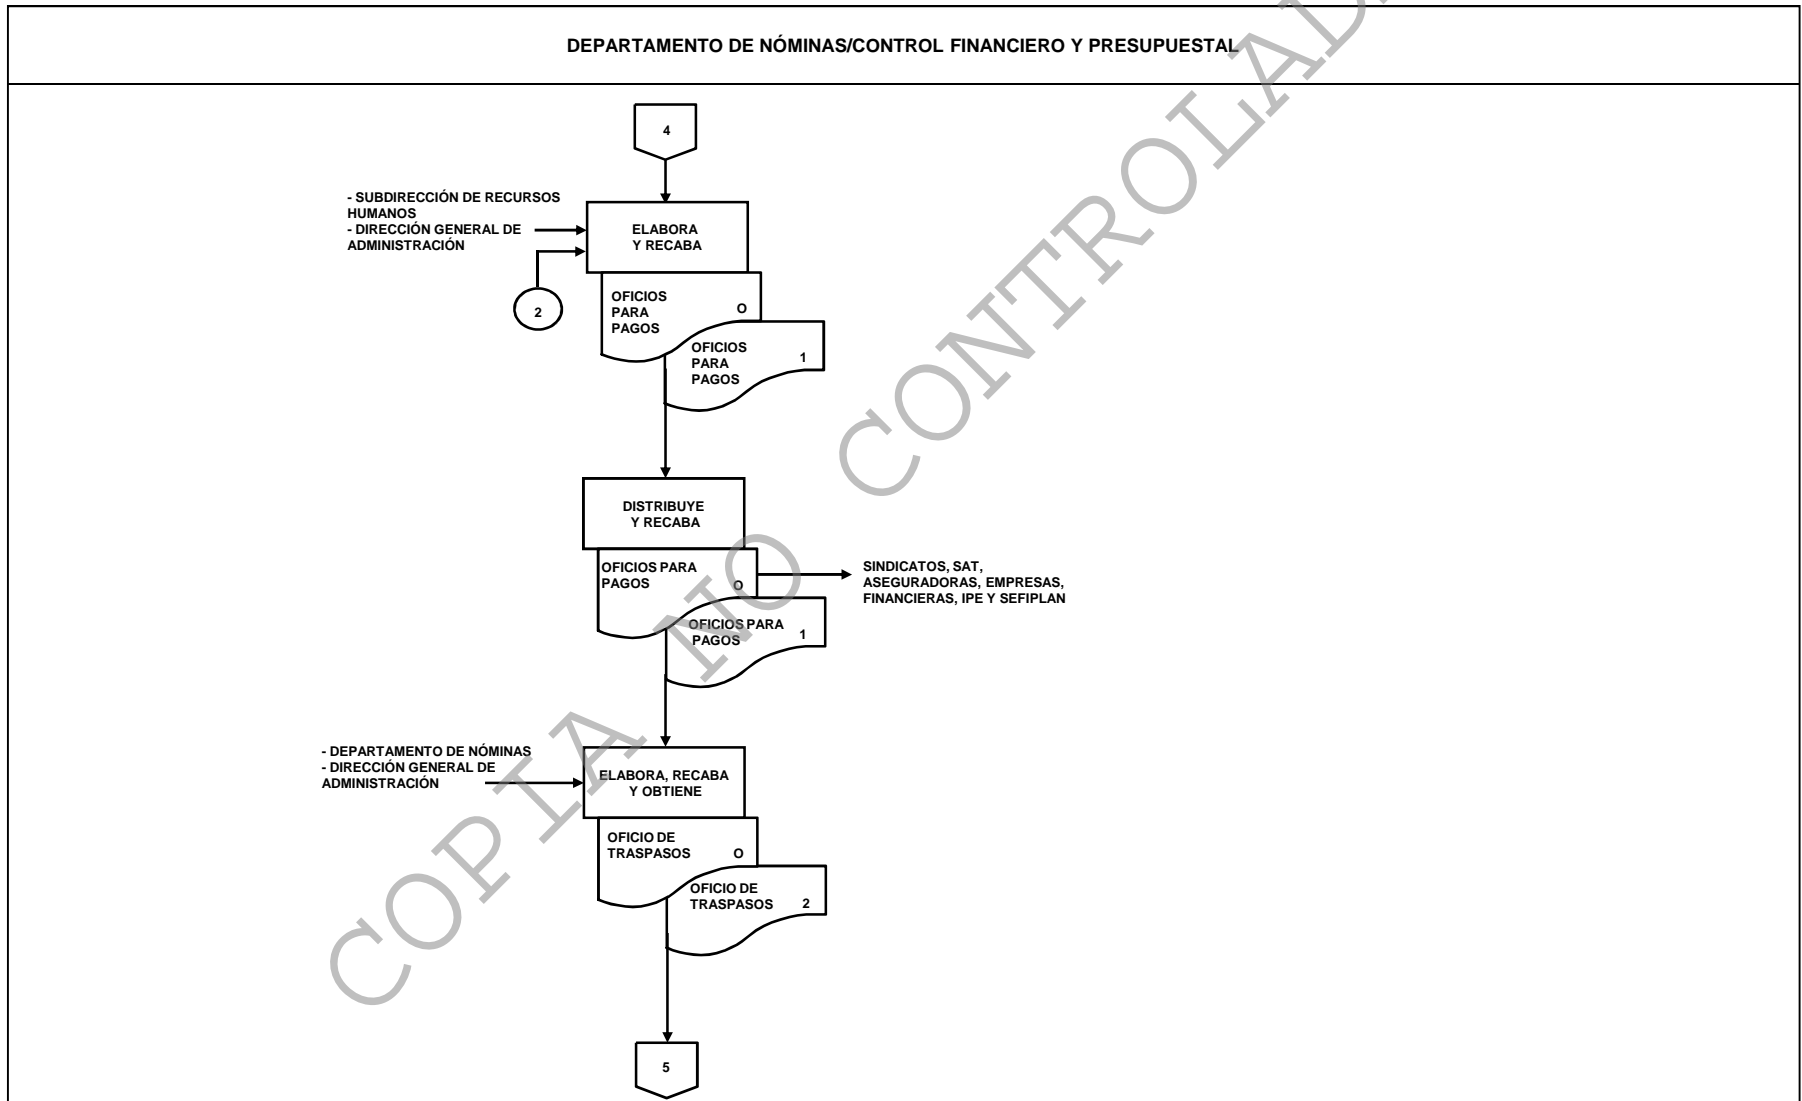 DEPARTAMENTO DE NÓMINAS/CONTROL FINANCIERO Y PRESUPUESTAL
4
- SUBDIRECCIÓN DE RECURSOS
HUMANOS
- DIRECCIÓN GENERAL DE
ADMINISTRACIÓN
ELABORA
Y RECABA
2
OFICIOS
PARA
PAGOS
O
OFICIOS
PARA
PAGOS
1
DISTRIBUYE
Y RECABA
OFICIOS PARA
PAGOS
O
SINDICATOS, SAT,
ASEGURADORAS, EMPRESAS,
FINANCIERAS, IPE Y SEFIPLAN
OFICIOS PARA
PAGOS
1
- DEPARTAMENTO DE NÓMINAS
- DIRECCIÓN GENERAL DE
ADMINISTRACIÓN
ELABORA, RECABA
Y OBTIENE
OFICIO DE
TRASPASOS
O
OFICIO DE
TRASPASOS
2
5
COPIA NO CONTROLAD